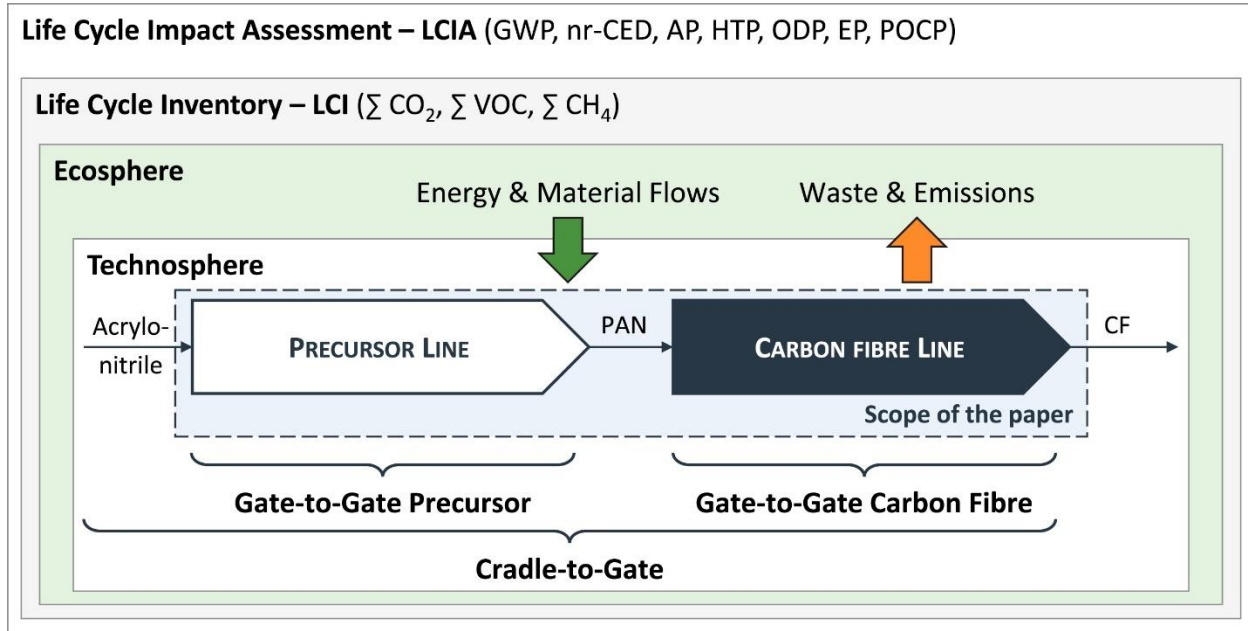 Life Cycle Impact Assessment – LCIA (GWP, nr-CED, AP, HTP, ODP, EP, POCP)
Life Cycle Inventory – LCI (∑ CO₂, ∑ VOC, ∑ CH₄)
Ecosphere
Energy & Material Flows
Waste & Emissions
Technosphere
Acrylo-
nitrile
PRECURSOR LINE
PAN
CARBON FIBRE LINE
CF
Scope of the paper
Gate-to-Gate Precursor
Gate-to-Gate Carbon Fibre
Cradle-to-Gate